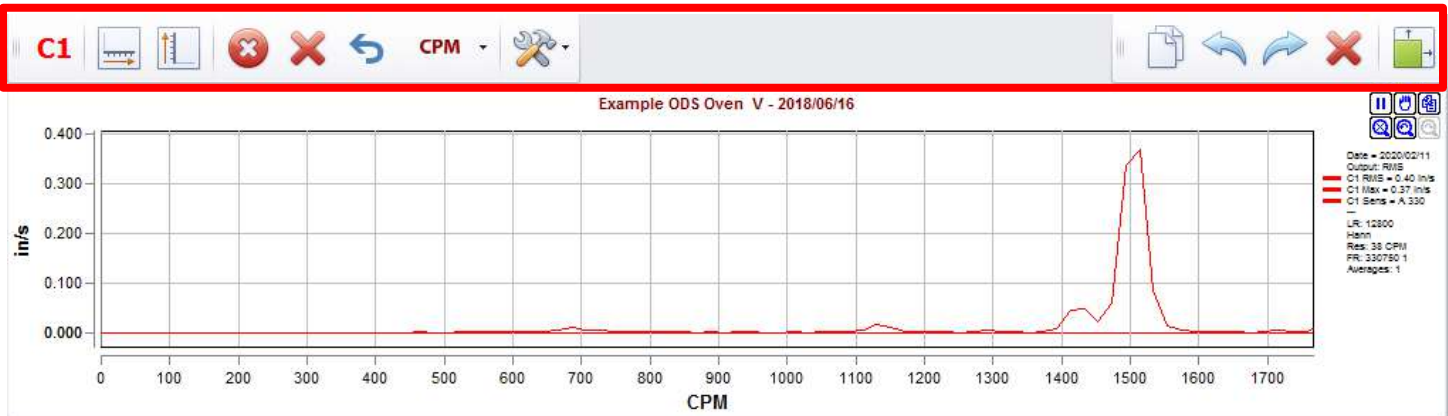 C1 CPM
Example ODS Oven V - 2018/06/16
0.400
0.300
0.200
0.100
0.000
in/s
0 100 200 300 400 500 600 700 800 900 1000 1100 1200 1300 1400 1500 1600 1700
CPM
Date = 2020/02/11
Output: RMS
C1 RMS = 0.40 in/s
C1 Max = 0.37 in/s
C1 Sens = A 330
---
LR: 12800
Hann
Res: 38 CPM
FR: 330750 1
Averages: 1